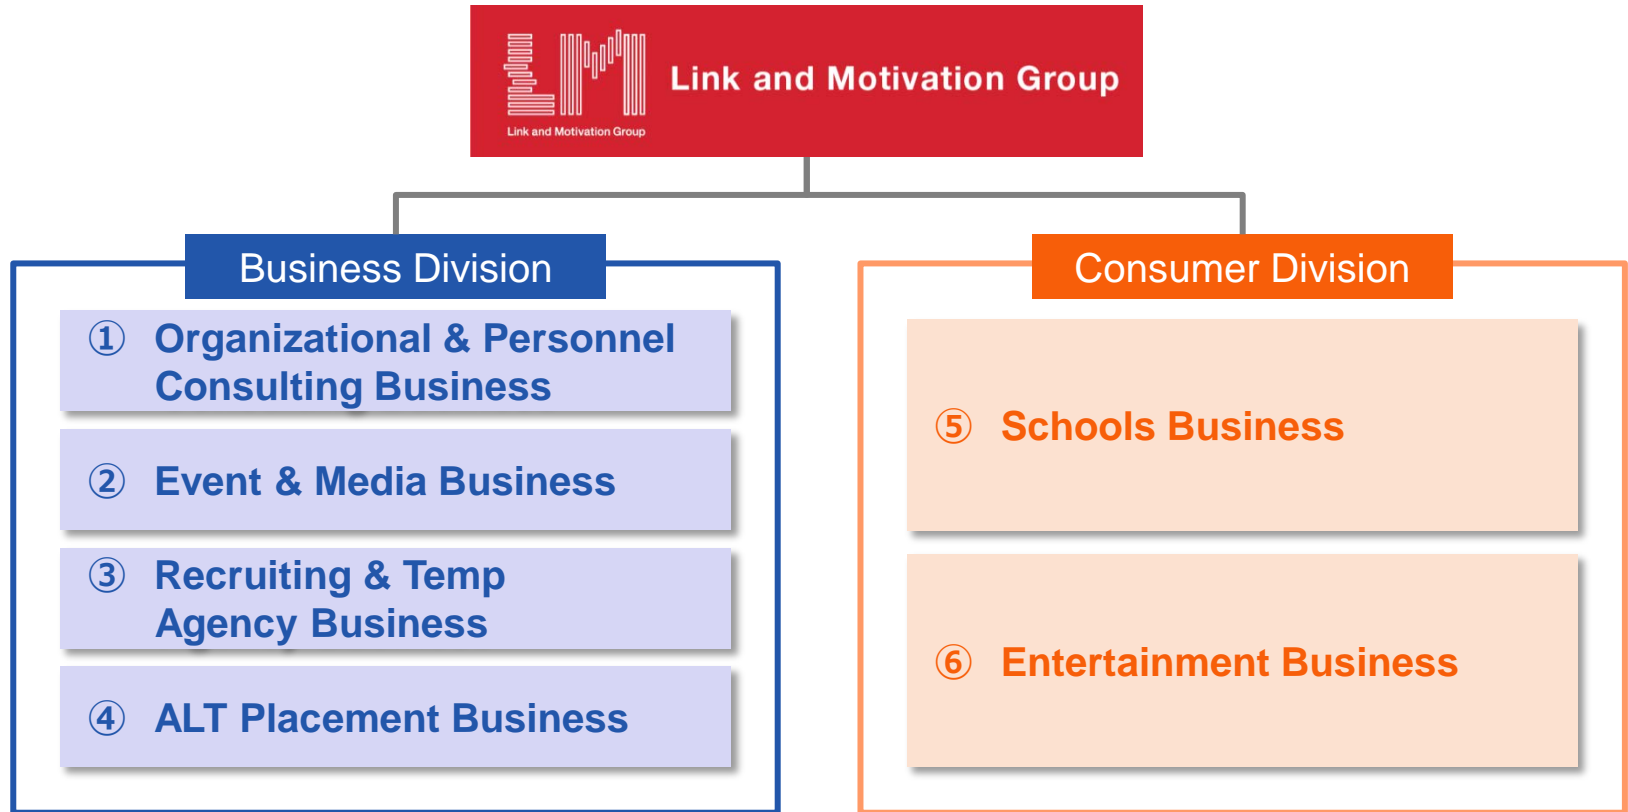 LM
Link and Motivation Group
Link and Motivation Group
Business Division
① Organizational & Personnel
Consulting Business
② Event & Media Business
③ Recruiting & Temp
Agency Business
④ ALT Placement Business
Consumer Division
⑤ Schools Business
⑥ Entertainment Business